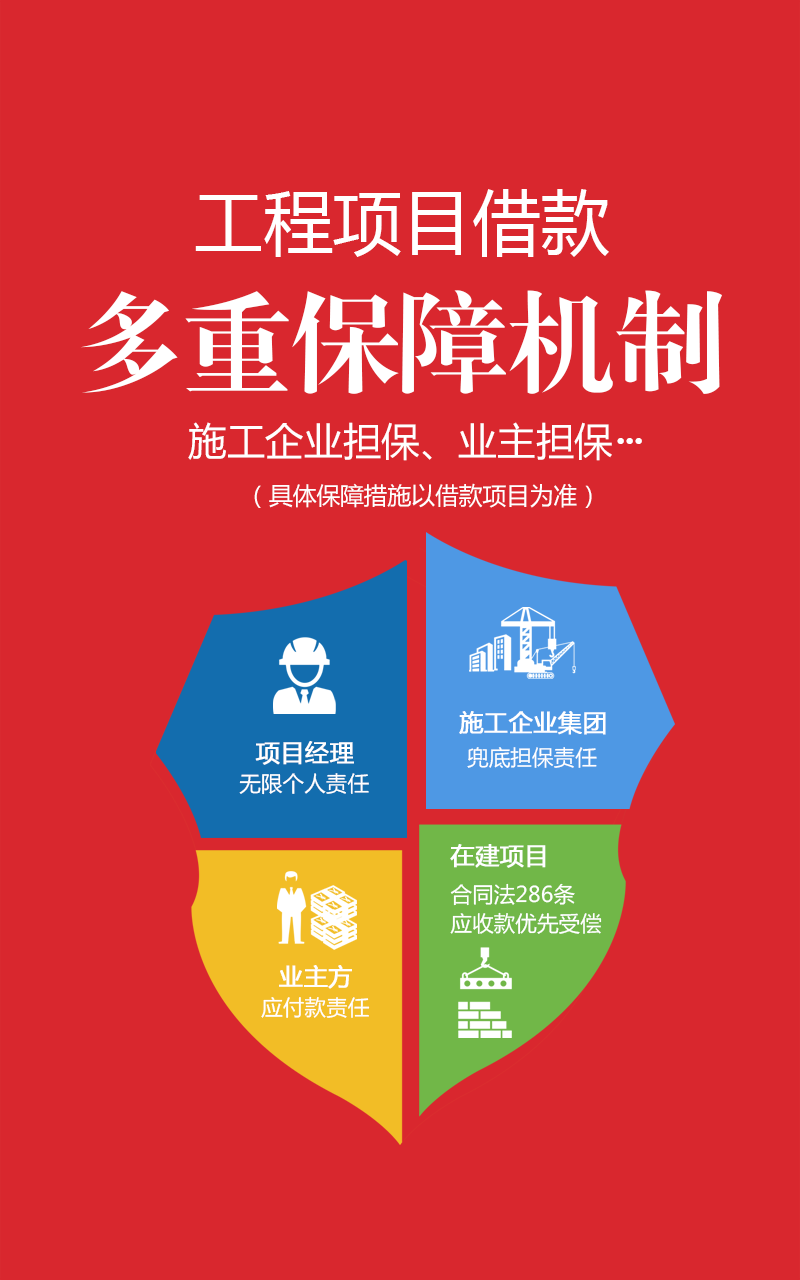 工程项目借款
多重保障机制
施工企业担保、业主担保···
（具体保障措施以借款项目为准）
项目经理
无限个人责任
施工企业集团
兜底担保责任
业主方
应付款责任
在建项目
合同法286条
应收款优先受偿